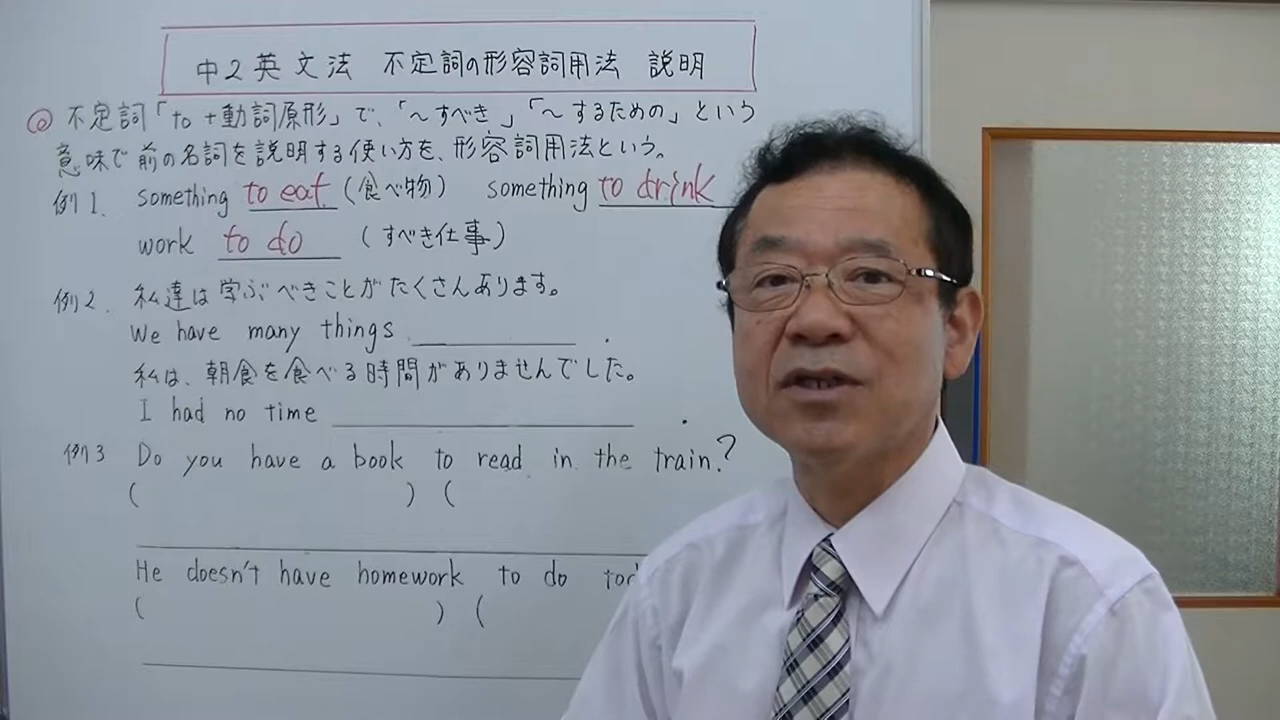 中2英文法 不定詞の形容詞用法 説明
◎ 不定詞「to +動詞原形」で、「～すべき」「～するための」という
意味で前の名詞を説明する使い方を、形容詞用法という。
例1. something to eat (食べ物) something to drink
work to do (すべき仕事)
例2. 私達は学ぶべきことがたくさんあります。
We have many things ________ .
私は、朝食を食べる時間がありませんでした。
I had no time ________ .
例3 Do you have a book to read in the train?
( ) (
He doesn't have homework to do
( ) (